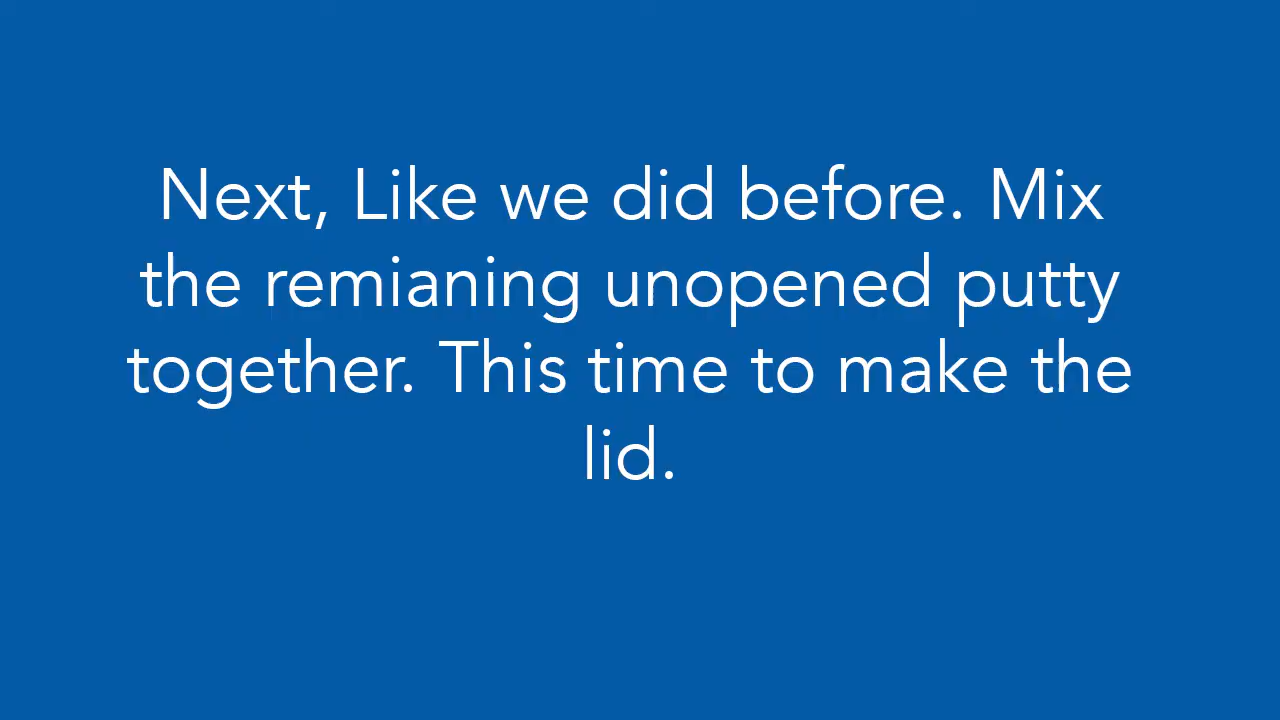 Next, Like we did before. Mix
the remianing unopened putty
together. This time to make the
lid.